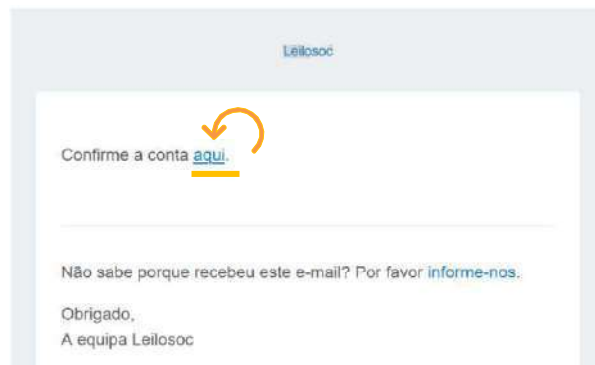 Leilosoc
Confirme a conta aqui.
Não sabe porque recebeu este e-mail? Por favor informe-nos.
Obrigado,
A equipa Leilosoc